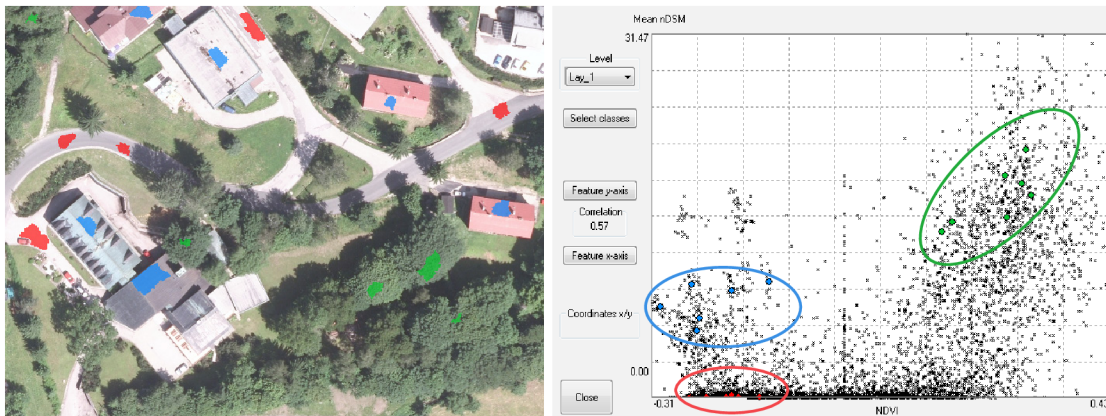 Mean nDSM
31.47
Level
Lay_1
Select classes
Feature y-axis
Correlation
0.57
Feature x-axis
Coordinates x/y
0.00
Close
-0.31
NDVI
0.43